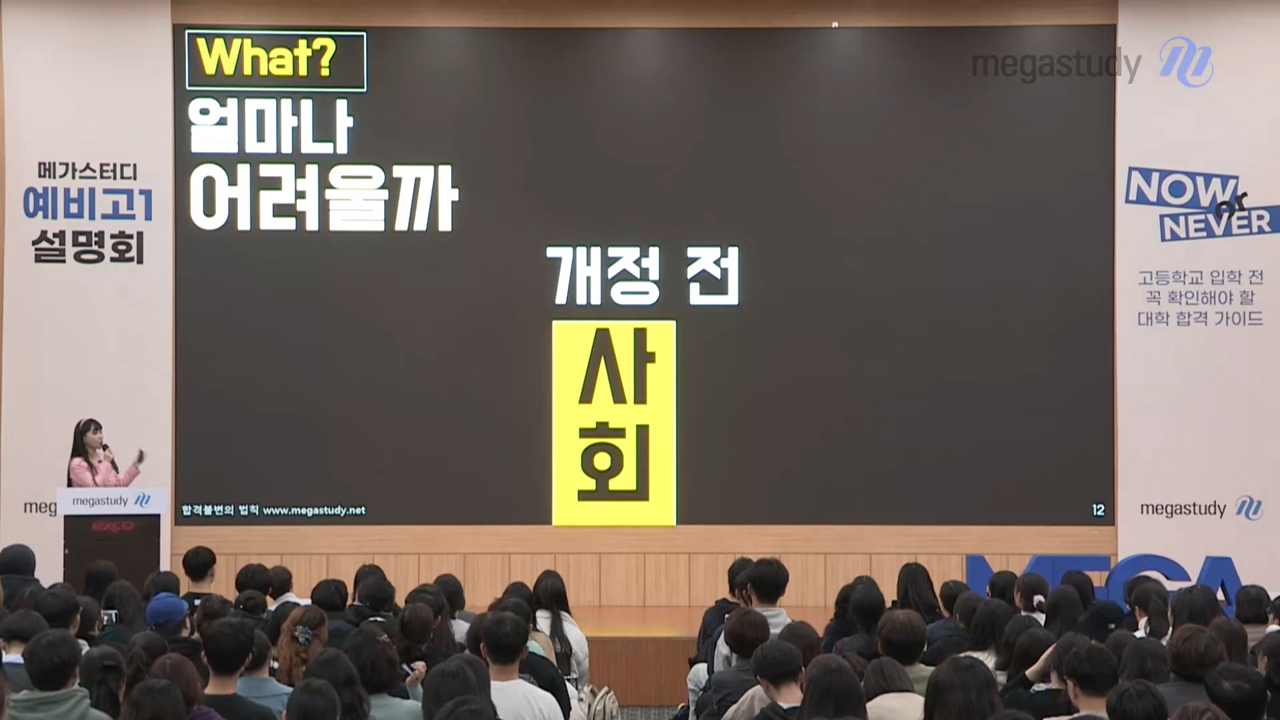 What?
얼마나
어려울까
개정 전
사
회
합격불변의 법칙 www.megastudy.net
12
megastudy
메가스터디
예비고1
설명회
meg
megastudy
expo
NOW
or
NEVER
고등학교 입학 전
꼭 확인해야 할
대학 합격 가이드
megastudy
MEGA